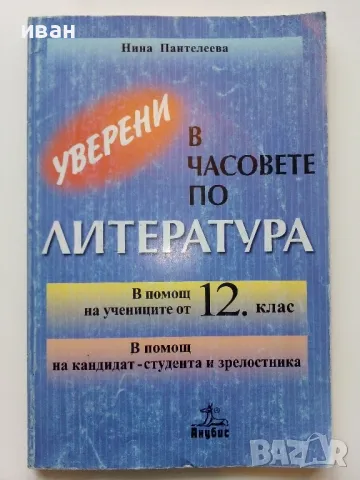 иван
Нина Пантелеева
УВЕРЕНИ
В
ЧАСОВЕТЕ
ПО
ЛИТЕРАТУРА
В помощ
на учениците от 12. клас
В помощ
на кандидат-студента и зрелостника
Анубис
BAZAR